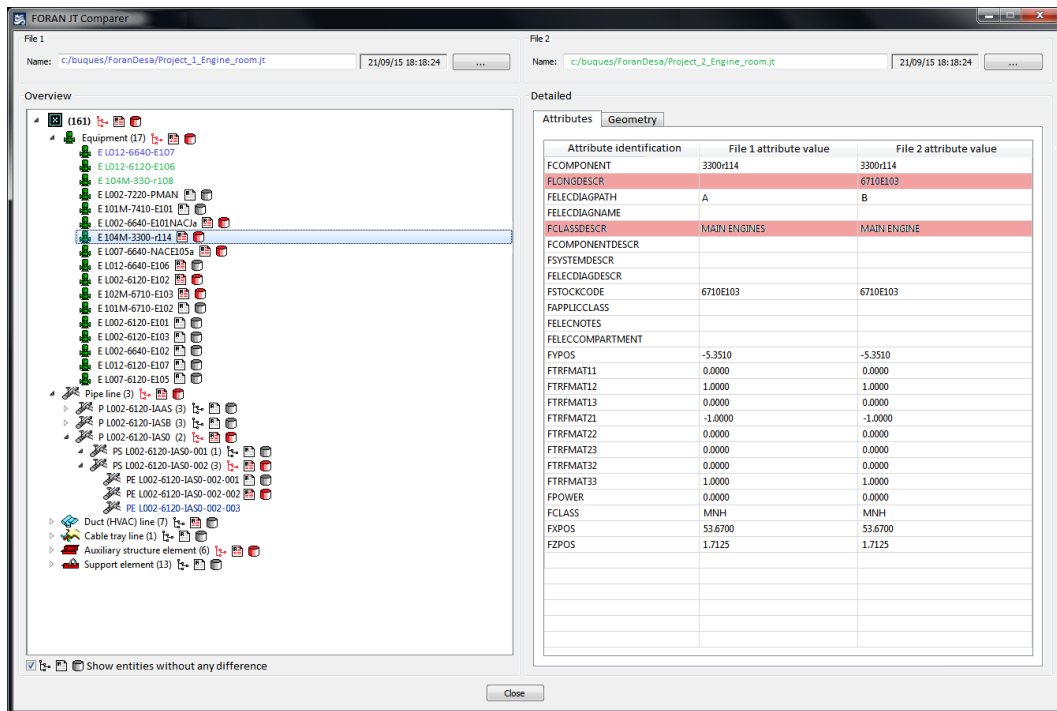 FORAN JT Comparer
File 1
Name: c:/buques/ForanDesa/Project_1_Engine_room.jt 21/09/15 18:18:24 ...
File 2
Name: c:/buques/ForanDesa/Project_2_Engine_room.jt 21/09/15 18:18:24 ...
Overview
(161)
Equipment (17)
E L012-6640-E107
E L012-6120-E106
E 104M-330-r108
E L002-7220-PMAN
E 101M-7410-E101
E L002-6640-E101NACJa
E 104M-3300-r114
E L007-6640-NACE105a
E L012-6640-E106
E L002-6120-E102
E 102M-6710-E103
E 101M-6710-E102
E L002-6120-E101
E L002-6120-E103
E L002-6640-E102
E L012-6120-E107
E L007-6120-E105
Pipe line (3)
P L002-6120-IAAS (3)
P L002-6120-IASB (3)
P L002-6120-IAS0 (2)
PS L002-6120-IAS0-001 (1)
PS L002-6120-IAS0-002 (3)
PE L002-6120-IAS0-002-001
PE L002-6120-IAS0-002-002
PE L002-6120-IAS0-002-003
Duct (HVAC) line (7)
Cable tray line (1)
Auxiliary structure element (6)
Support element (13)
Show entities without any difference
Detailed
Attributes Geometry
Attribute identification File 1 attribute value File 2 attribute value
FCOMPONENT 3300r114 3300r114
FLONGDESCR 6710E103
FELECDIAGPATH A B
FELECDIAGNAME
FCLASSDESCR MAIN ENGINES MAIN ENGINE
FCOMPONENTDESCR
FSYSTEMDESCR
FELECDIAGDESCR
FSTOCKCODE 6710E103 6710E103
FAPPLICCLASS
FELECNOTES
FELECCOMPARTMENT
FYPOS -5.3510 -5.3510
FTRFMAT11 0.0000 0.0000
FTRFMAT12 1.0000 1.0000
FTRFMAT13 0.0000 0.0000
FTRFMAT21 -1.0000 -1.0000
FTRFMAT22 0.0000 0.0000
FTRFMAT23 0.0000 0.0000
FTRFMAT32 0.0000 0.0000
FTRFMAT33 1.0000 1.0000
FPOWER 0.0000 0.0000
FCLASS MNH MNH
FXPOS 53.6700 53.6700
FZPOS 1.7125 1.7125
Close